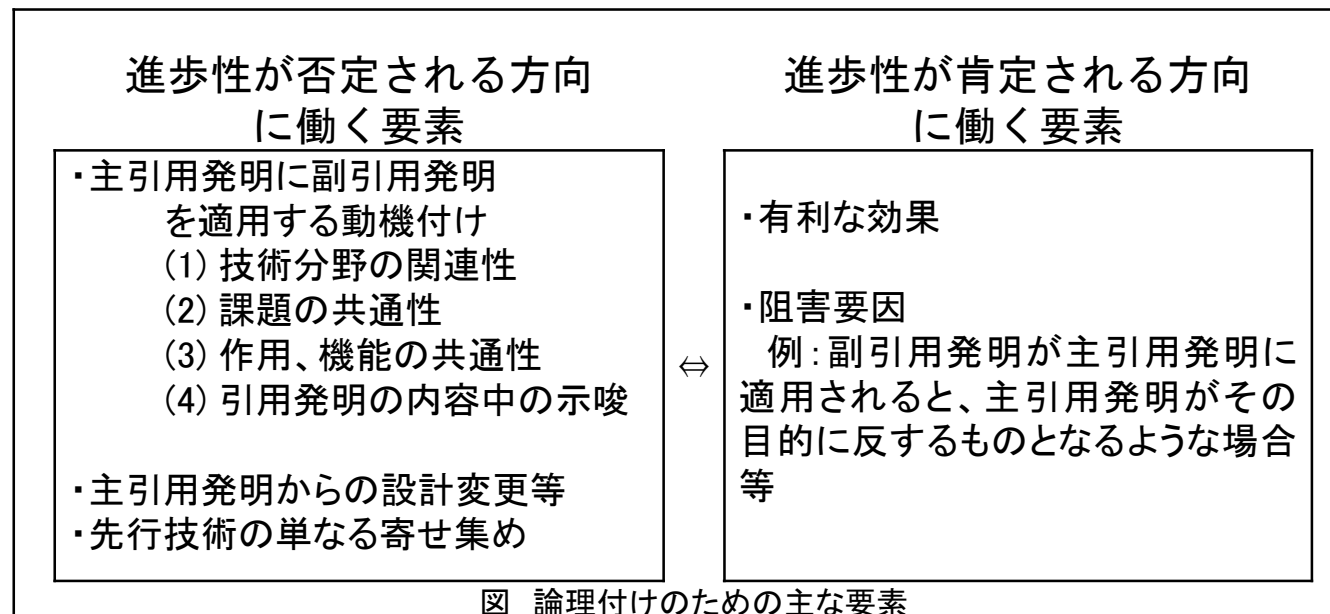 進歩性が否定される方向
に働く要素
・主引用発明に副引用発明
を適用する動機付け
(1) 技術分野の関連性
(2) 課題の共通性
(3) 作用、機能の共通性
(4) 引用発明の内容中の示唆
・主引用発明からの設計変更等
・先行技術の単なる寄せ集め
⇔
進歩性が肯定される方向
に働く要素
・有利な効果
・阻害要因
例:副引用発明が主引用発明に
適用されると、主引用発明がその
目的に反するものとなるような場合
等
図 論理付けのための主な要素